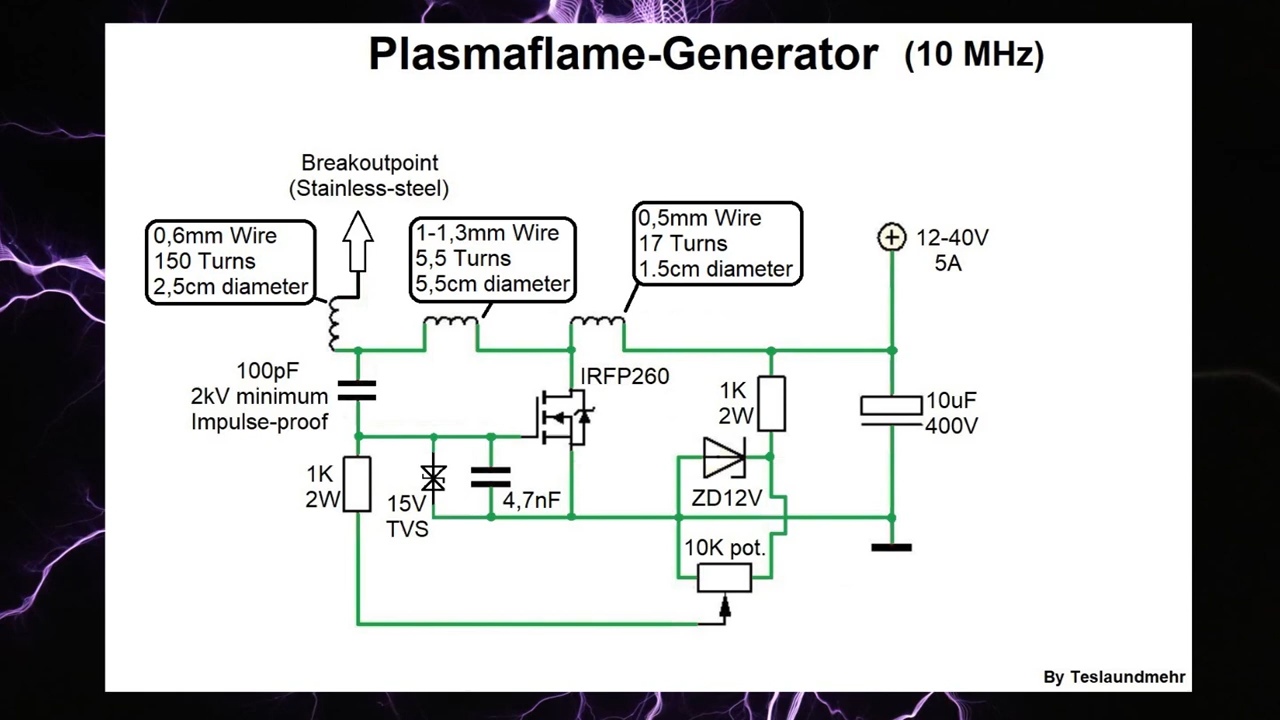 Plasmaflame-Generator (10 MHz)
Breakoutpoint
(Stainless-steel)
0,6mm Wire
150 Turns
2,5cm diameter
1-1,3mm Wire
5,5 Turns
5,5cm diameter
0,5mm Wire
17 Turns
1.5cm diameter
12-40V
5A
100pF
2kV minimum
Impulse-proof
IRFP260
1K
2W
10uF
400V
1K
2W
15V
TVS
4,7nF
ZD12V
10K pot.
By Teslaundmehr